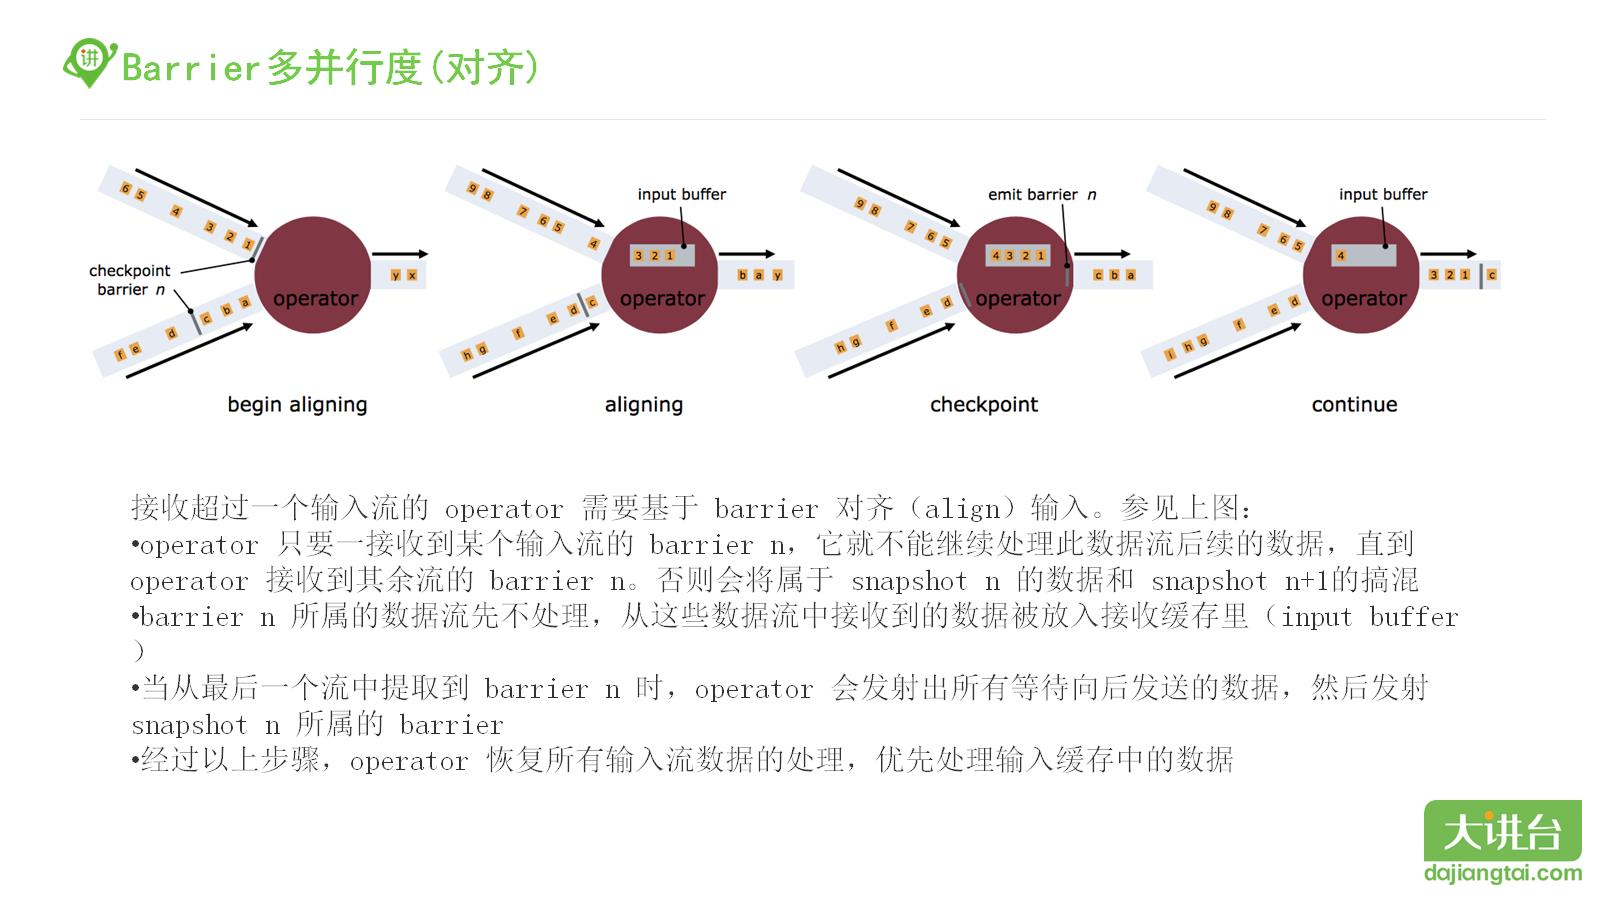 讲
Barrier多并行度(对齐)
6 5 4 3 2 1
checkpoint
barrier n
f e d c b a
operator
y x
begin aligning
9 8 7 6 5 4
input buffer
3 2 1
h g f e d c
operator
b a y
aligning
9 8 7 6 5
emit barrier n
4 3 2 1
h g f e d
operator
c b a
checkpoint
9 8 7 6 5
input buffer
4
i h g f e d
operator
3 2 1 c
continue
接收超过一个输入流的 operator 需要基于 barrier 对齐（align）输入。参见上图：
•operator 只要一接收到某个输入流的 barrier n，它就不能继续处理此数据流后续的数据，直到
operator 接收到其余流的 barrier n。否则会将属于 snapshot n 的数据和 snapshot n+1的搞混
•barrier n 所属的数据流先不处理，从这些数据流中接收到的数据被放入接收缓存里（input buffer
）
•当从最后一个流中提取到 barrier n 时，operator 会发射出所有等待向后发送的数据，然后发射
snapshot n 所属的 barrier
•经过以上步骤，operator 恢复所有输入流数据的处理，优先处理输入缓存中的数据
大讲台
dajiangtai.com